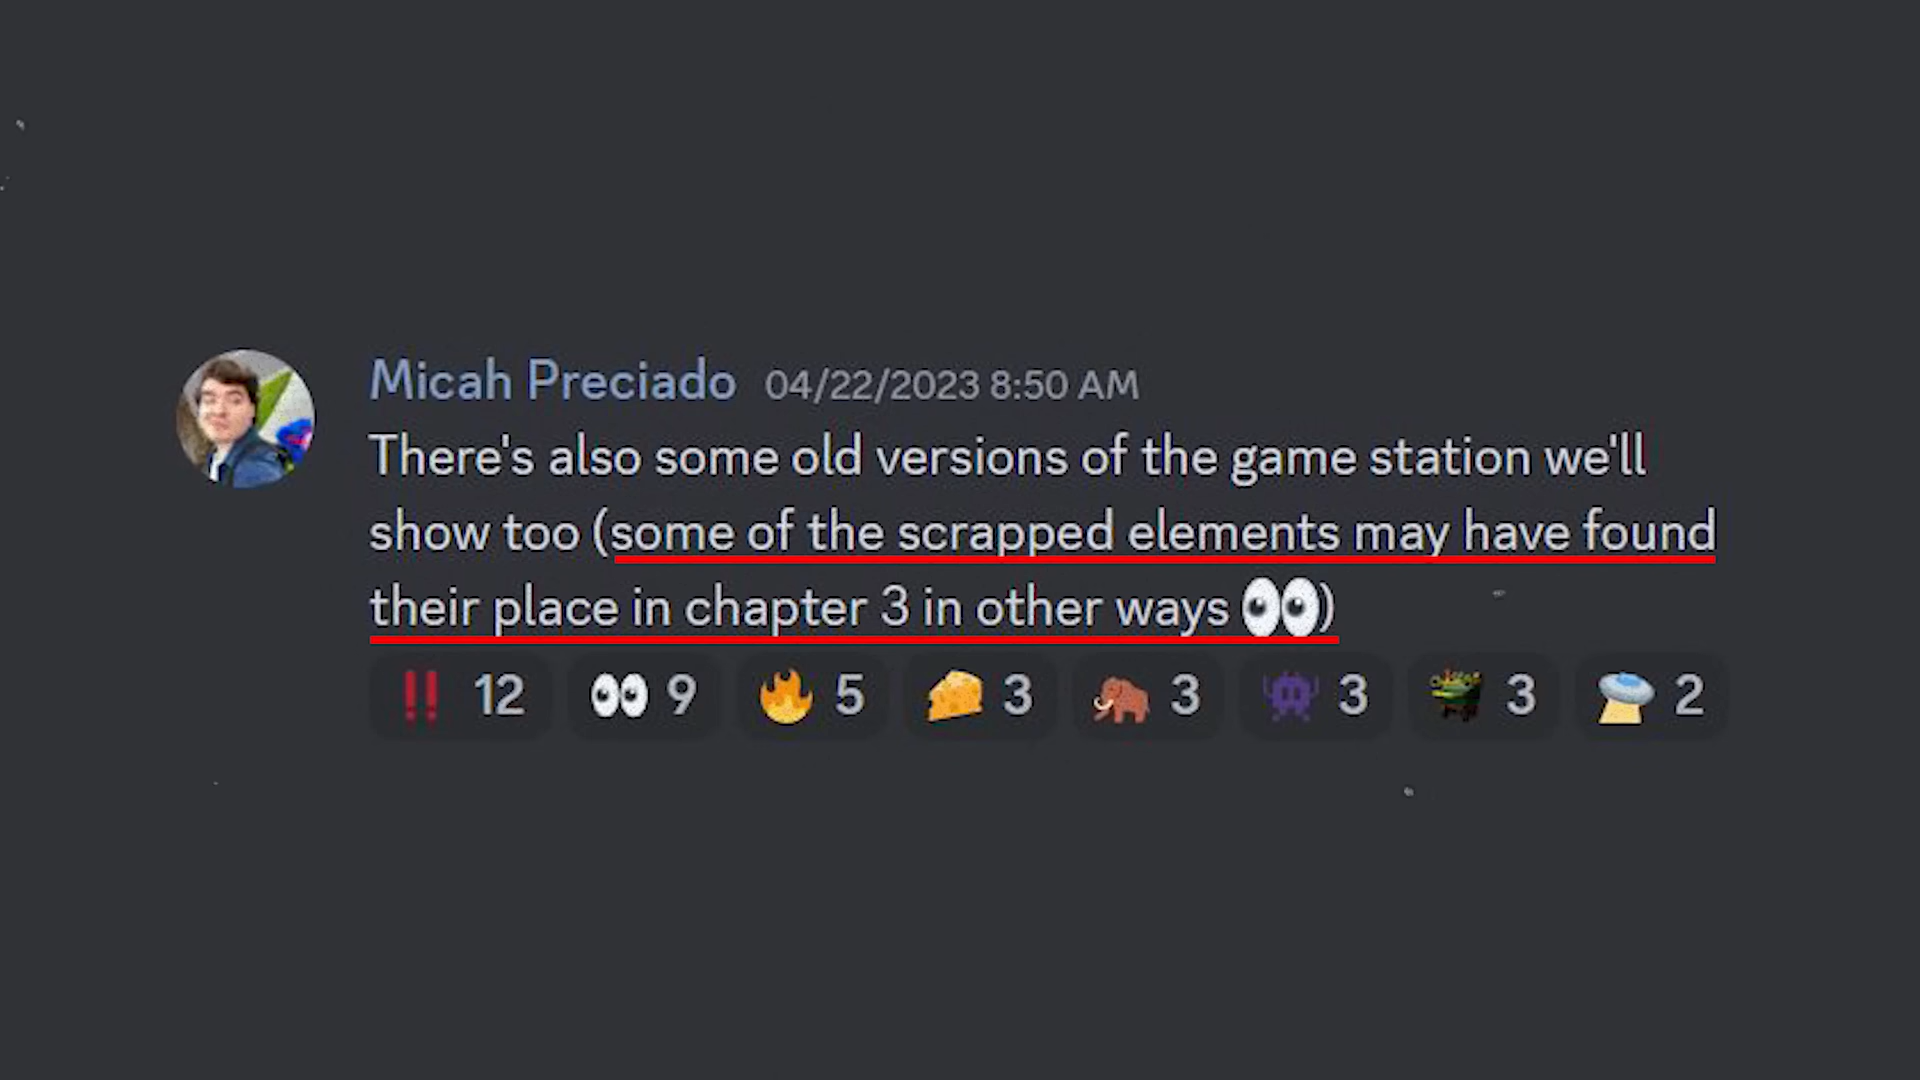 Micah Preciado 04/22/2023 8:50 AM
There's also some old versions of the game station we'll
show too (some of the scrapped elements may have found
their place in chapter 3 in other ways 👀)
‼️ 12 👀 9 🔥 5 🧀 3 🦣 3 👾 3 3 🛸 2